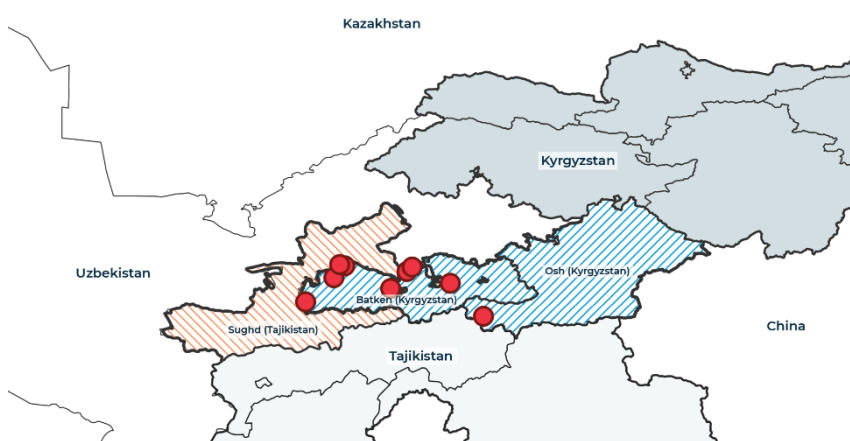 Kazakhstan
Kyrgyzstan
Uzbekistan
Osh (Kyrgyzstan)
Batken (Kyrgyzstan)
Sughd (Tajikistan)
China
Tajikistan